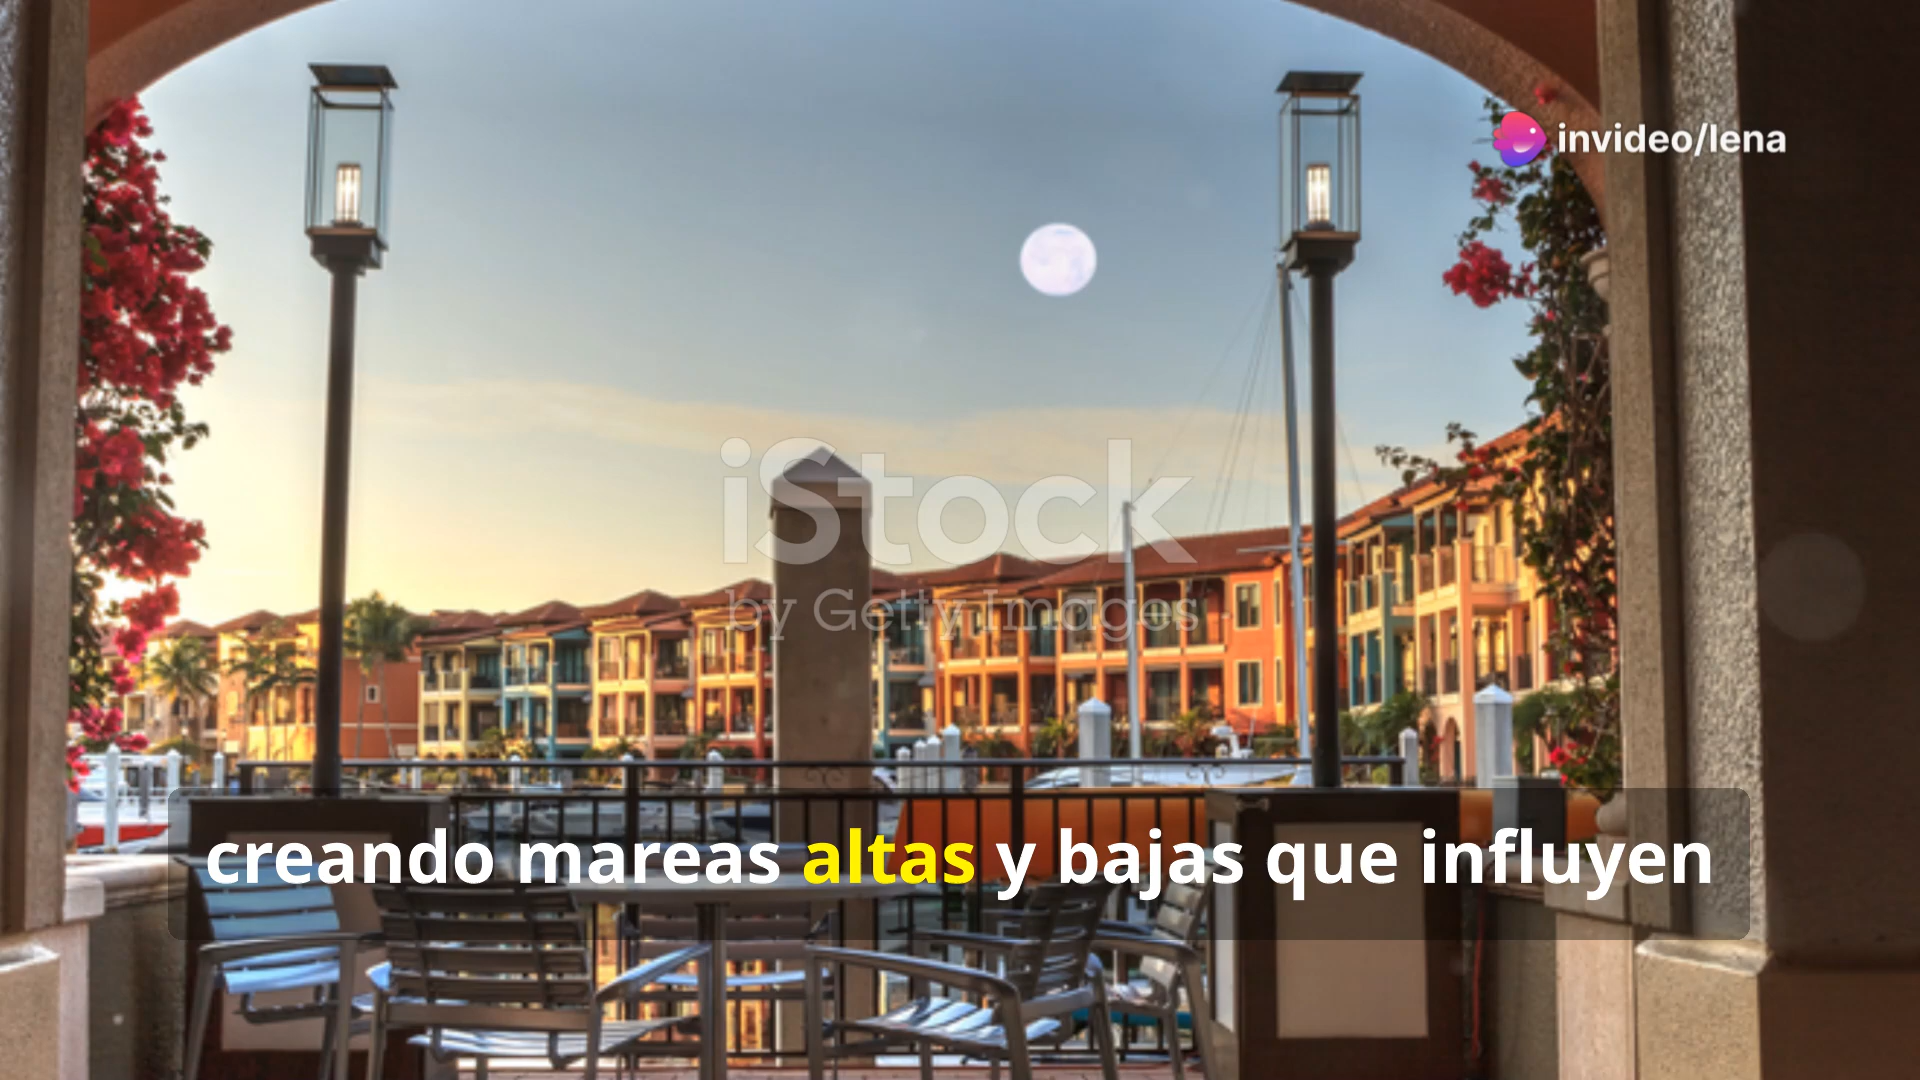 invideo/lena
iStock
by Getty Images
creando mareas altas y bajas que influyen